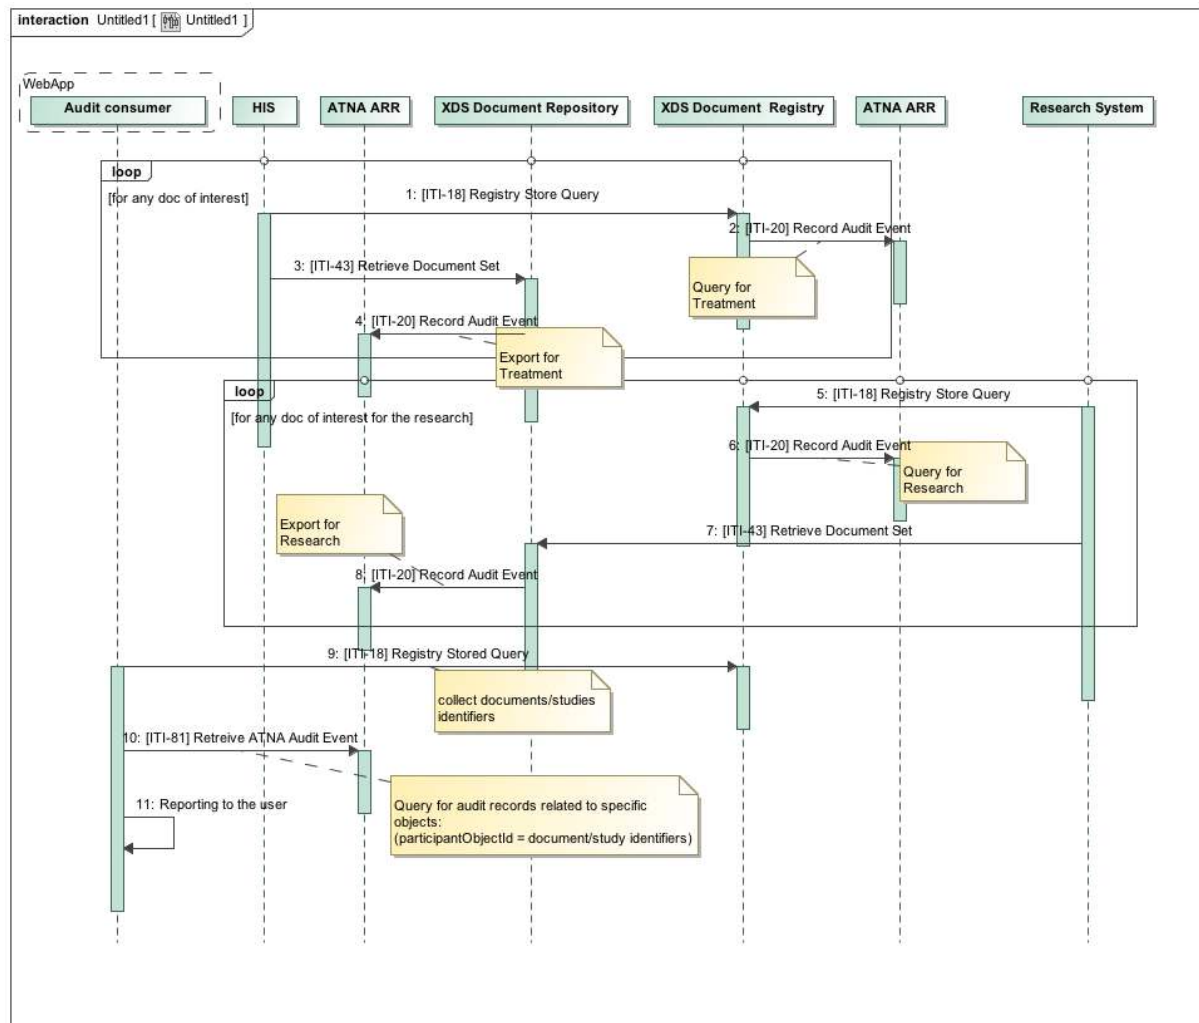 interaction Untitled1 [ Untitled1 ]
WebApp
Audit consumer
HIS
ATNA ARR
XDS Document Repository
XDS Document Registry
ATNA ARR
Research System
loop
[for any doc of interest]
1: [ITI-18] Registry Store Query
2: [ITI-20] Record Audit Event
3: [ITI-43] Retrieve Document Set
Query for
Treatment
4: [ITI-20] Record Audit Event
Export for
Treatment
loop
[for any doc of interest for the research]
5: [ITI-18] Registry Store Query
6: [ITI-20] Record Audit Event
Query for
Research
Export for
Research
7: [ITI-43] Retrieve Document Set
8: [ITI-20] Record Audit Event
9: [ITI-18] Registry Stored Query
collect documents/studies
identifiers
10: [ITI-81] Retreive ATNA Audit Event
11: Reporting to the user
Query for audit records related to specific
objects:
(participantObjectId = document/study identifiers)